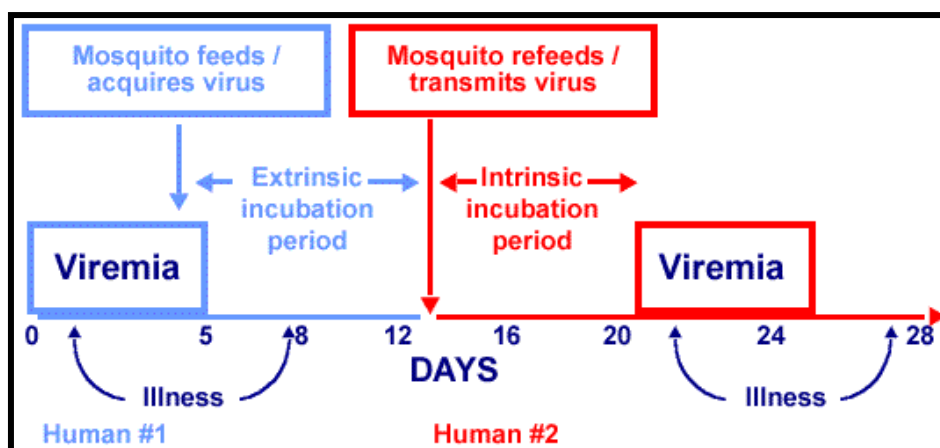 Mosquito feeds /
acquires virus
Mosquito refeeds /
transmits virus
Extrinsic
incubation
period
Intrinsic
incubation
period
Viremia
Viremia
0 5 8 12 16 20 24 28
DAYS
Illness
Illness
Human #1
Human #2